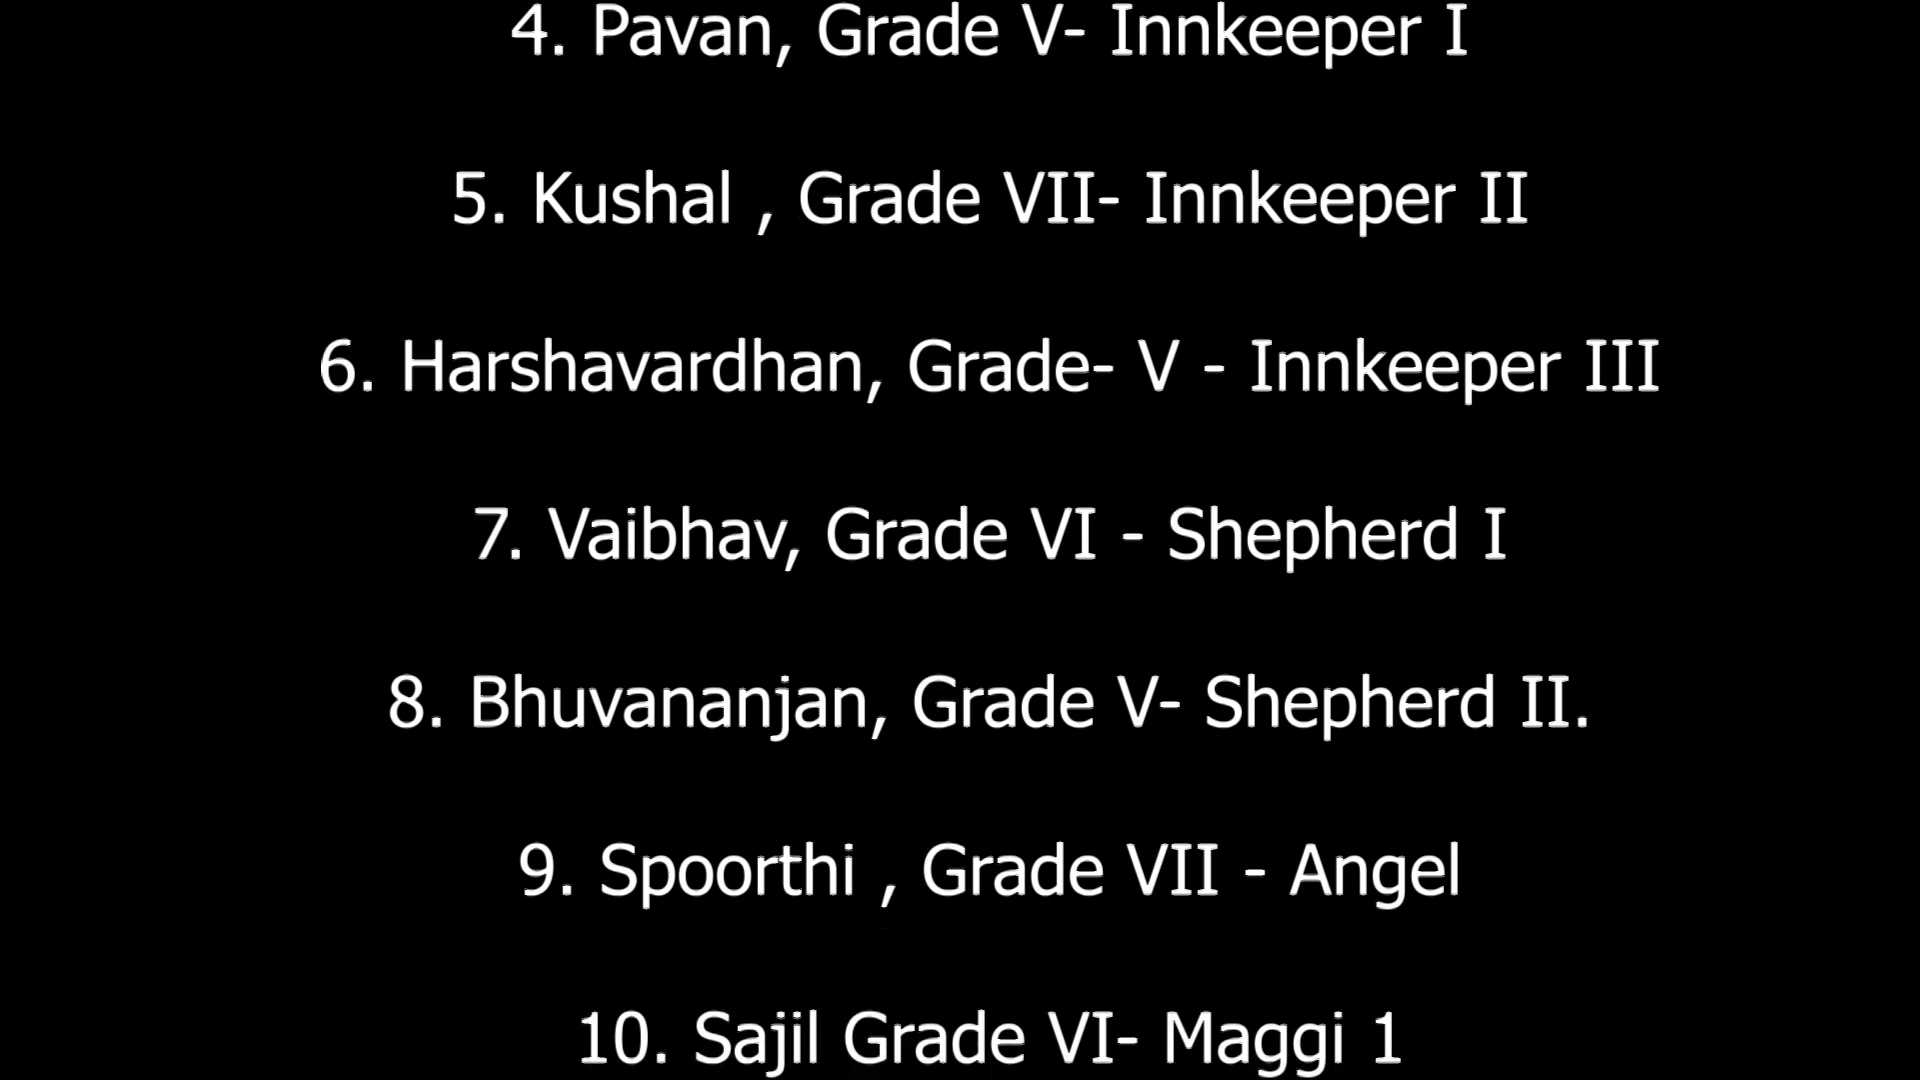 4. Pavan, Grade V- Innkeeper I
5. Kushal , Grade VII- Innkeeper II
6. Harshavardhan, Grade- V - Innkeeper III
7. Vaibhav, Grade VI - Shepherd I
8. Bhuvananjan, Grade V- Shepherd II.
9. Spoorthi , Grade VII - Angel
10. Sajil Grade VI- Maggi 1